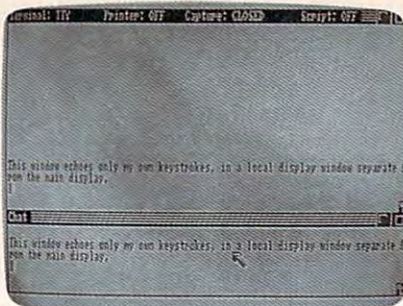 Terminal: TTY Printer: OFF Capture: CLOSED Script: OFF
This window echoes only my own keystrokes, in a local display window separate f
rom the main display.
Chat
This window echoes only my own keystrokes, in a local display window separate f
rom the main display.